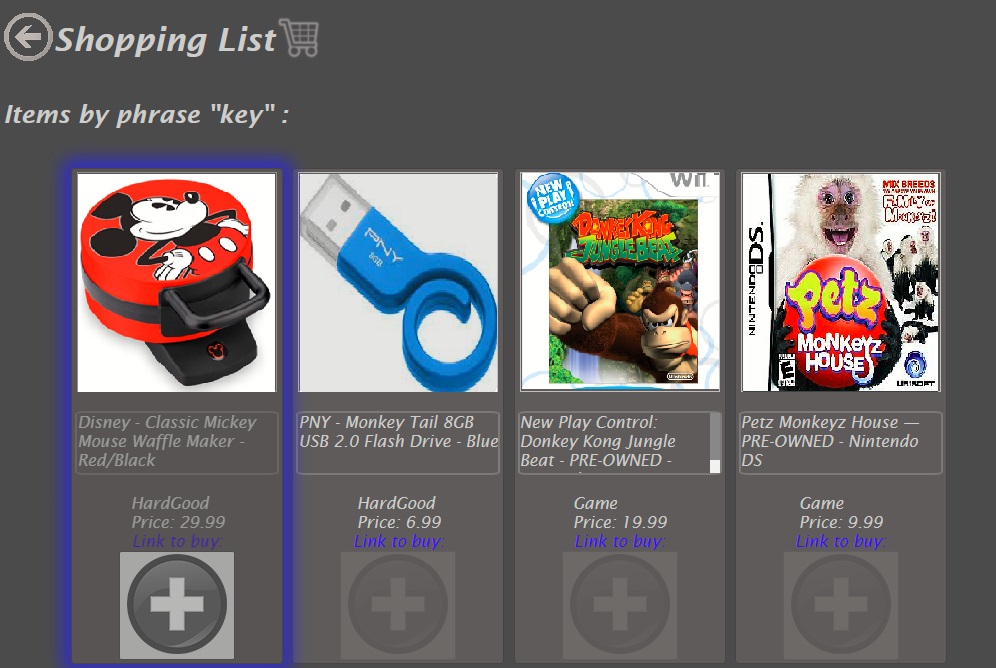 Shopping List
Items by phrase "key" :
PNY
8GB
Disney - Classic Mickey
Mouse Waffle Maker -
Red/Black
HardGood
Price: 29.99
Link to buy:
PNY - Monkey Tail 8GB
USB 2.0 Flash Drive - Blue
HardGood
Price: 6.99
Link to buy:
NEW
PLAY
CONTROL!
Wii
DONKEY KONG
JUNGLE BEAT
Nintendo
New Play Control:
Donkey Kong Jungle
Beat - PRE-OWNED -
Game
Price: 19.99
Link to buy:
NINTENDO DS
MIX BREEDS
FAMILY OF
MONKEYZ!
Petz
MONKEYZ
HOUSE
E
UBISOFT
Petz Monkeyz House —
PRE-OWNED - Nintendo
DS
Game
Price: 9.99
Link to buy: